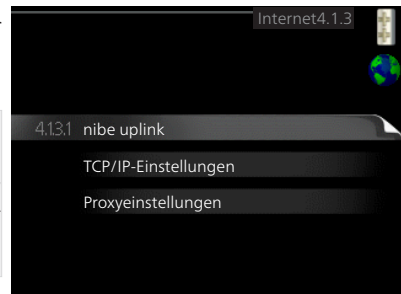 Internet4.1.3
4.1.3.1 nibe uplink
TCP/IP-Einstellungen
Proxyeinstellungen